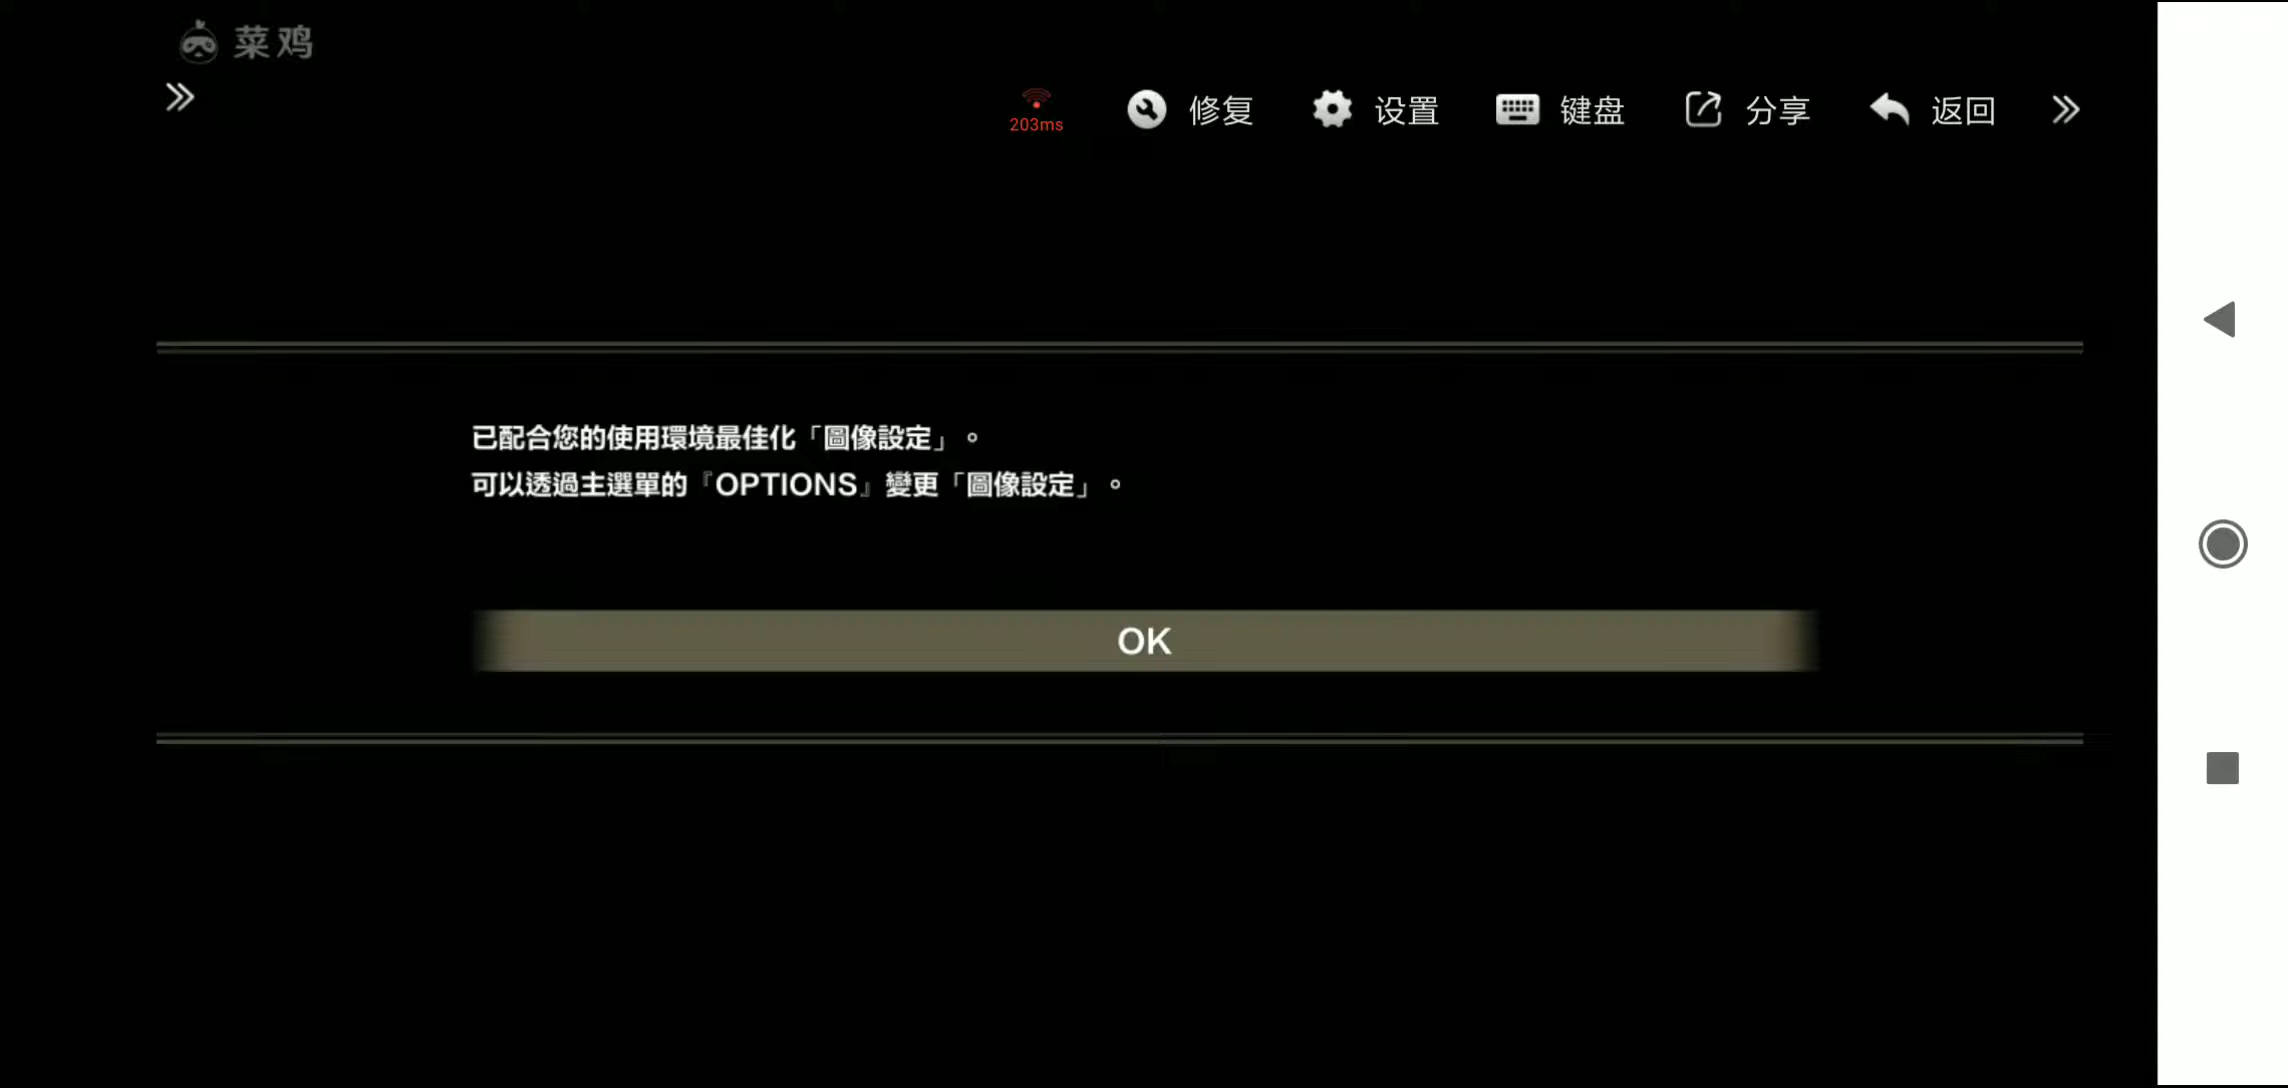 菜鸡
203ms 修复 设置 键盘 分享 返回
已配合您的使用環境最佳化「圖像設定」。
可以透過主選單的『OPTIONS』變更「圖像設定」。
OK